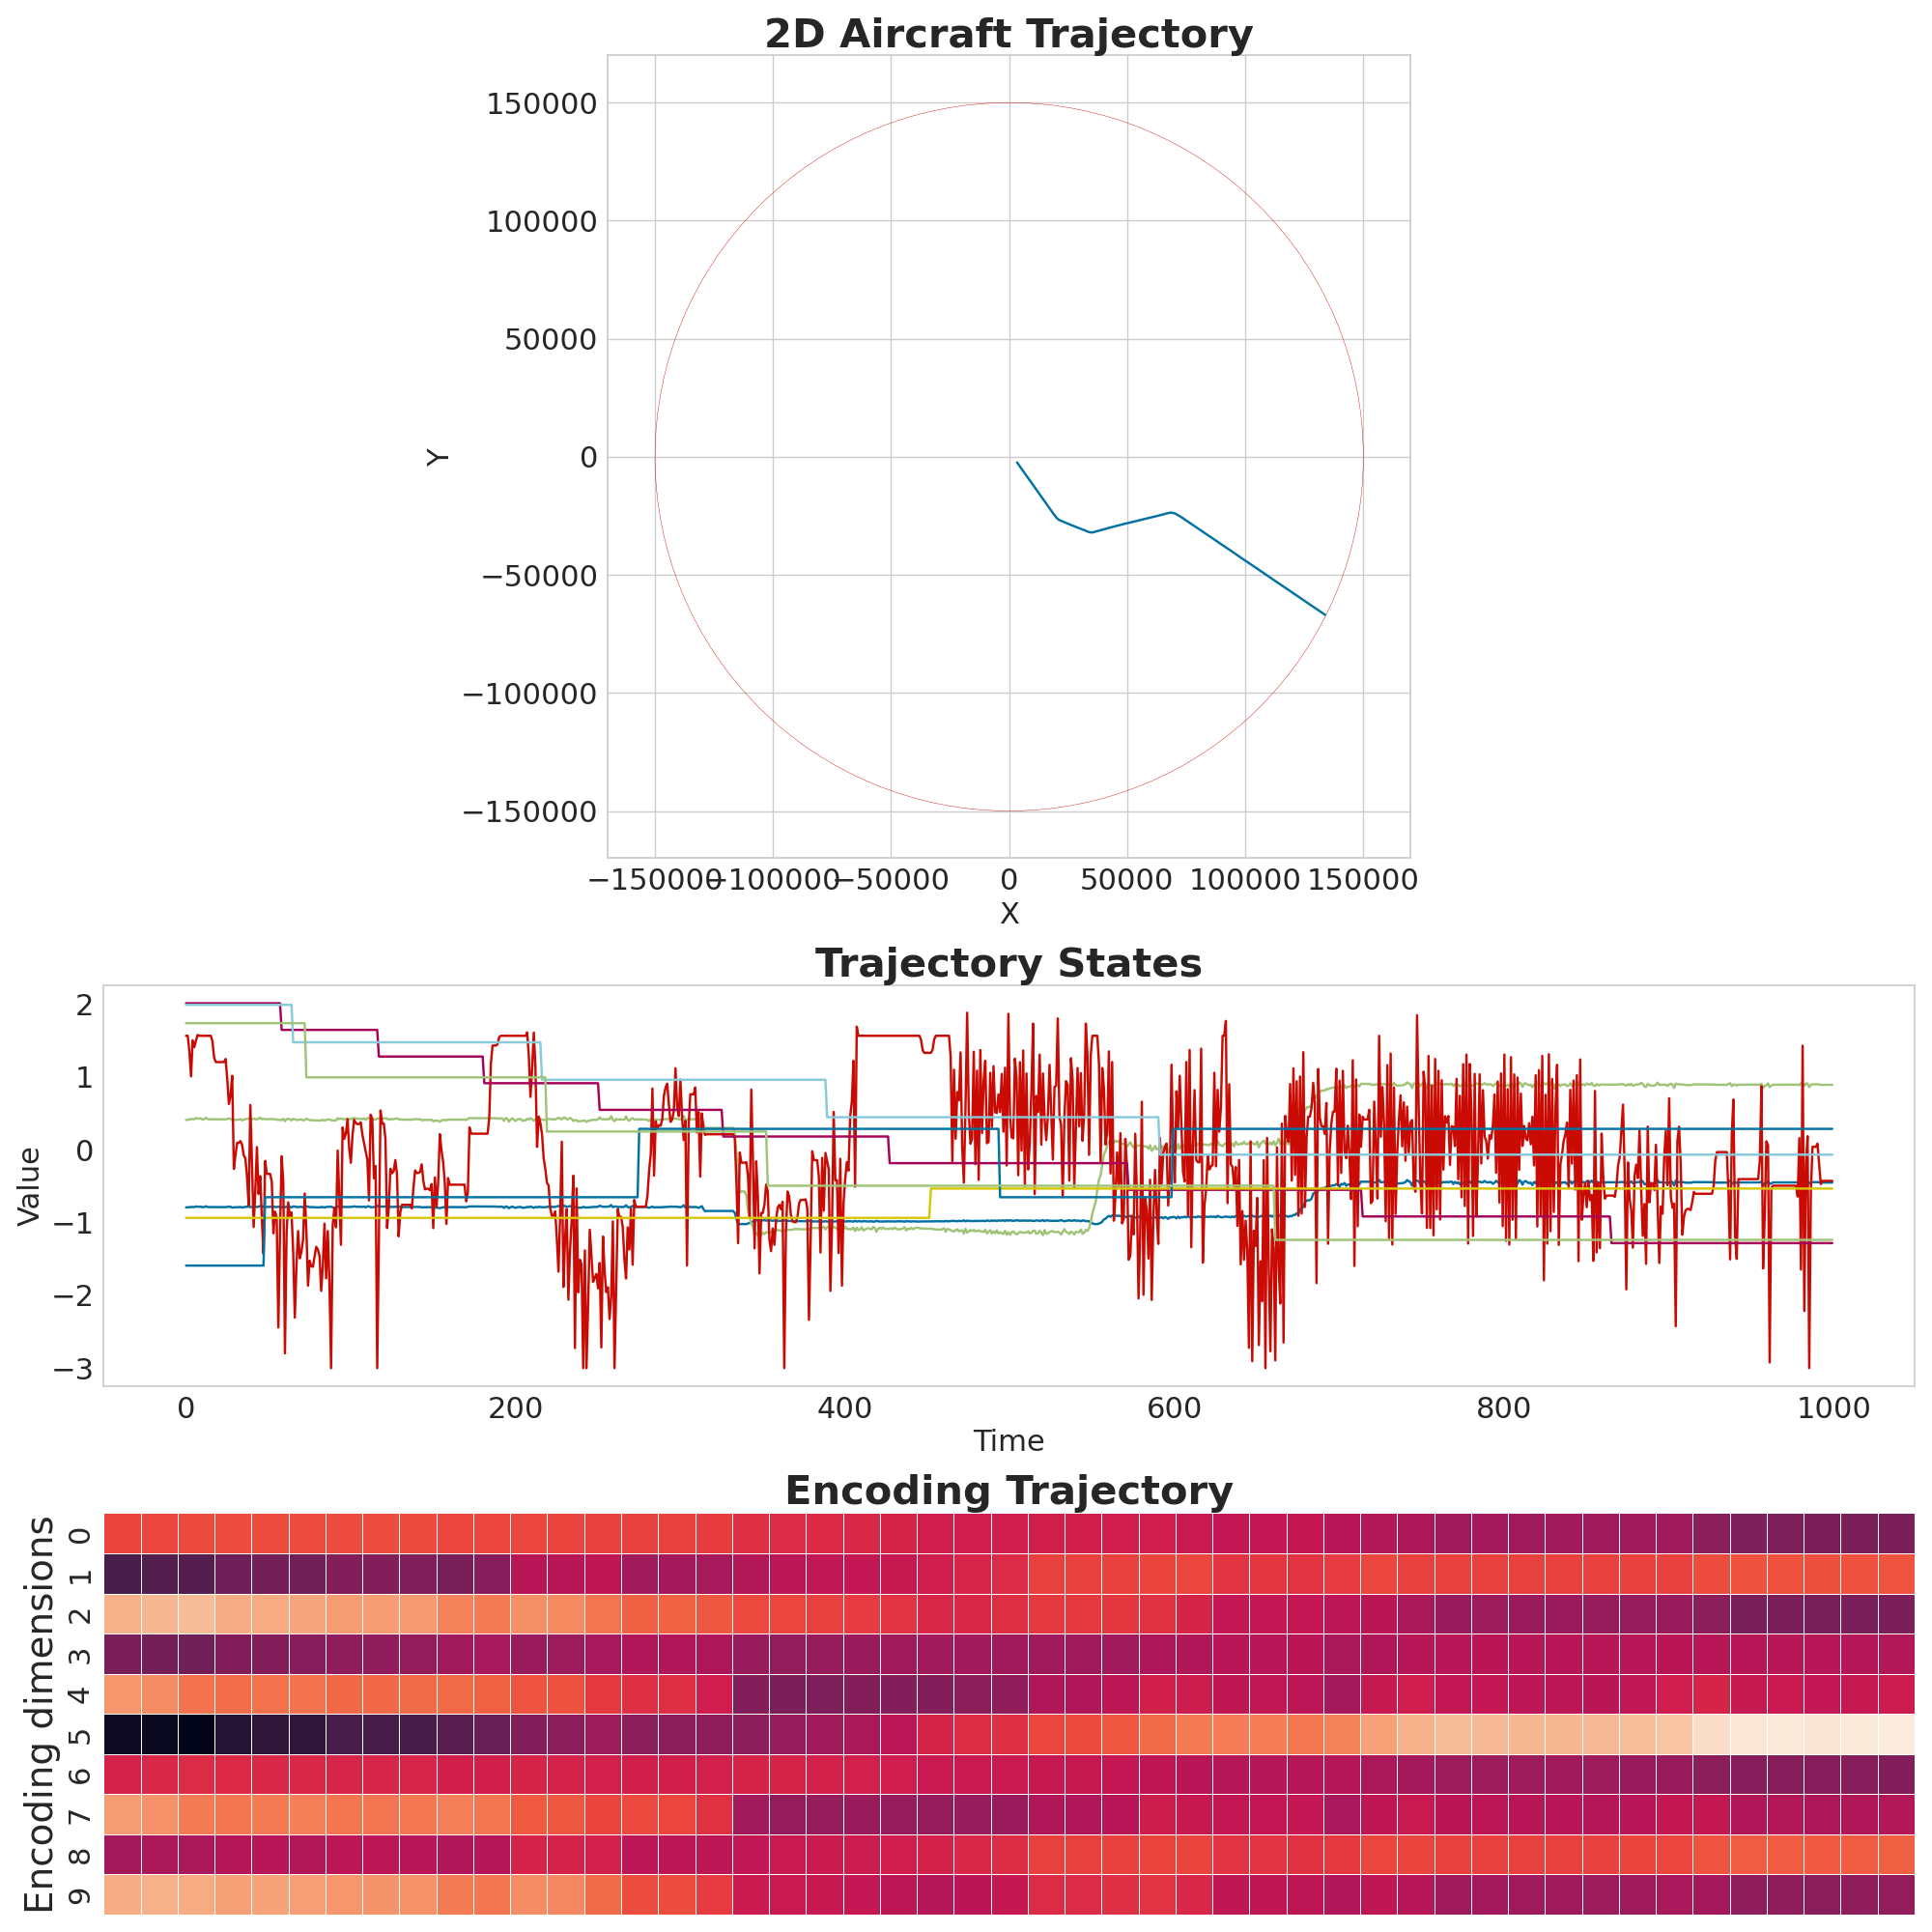 2D Aircraft Trajectory
150000
100000
50000
0
−50000
−100000
−150000
Y
−150000 −100000 −50000 0 50000 100000 150000
X
Trajectory States
2
1
0
−1
−2
−3
Value
0 200 400 600 800 1000
Time
Encoding Trajectory
Encoding dimensions
0
1
2
3
4
5
6
7
8
9